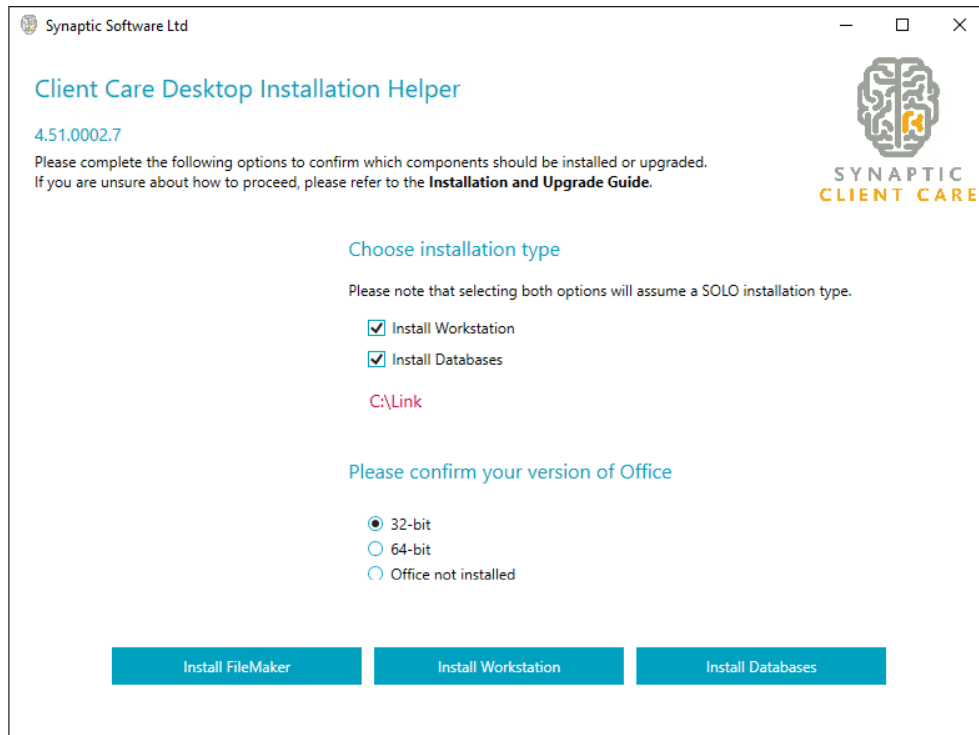 Synaptic Software Ltd
Client Care Desktop Installation Helper
4.51.0002.7
Please complete the following options to confirm which components should be installed or upgraded.
If you are unsure about how to proceed, please refer to the Installation and Upgrade Guide.
SYNAPTIC
CLIENT CARE
Choose installation type
Please note that selecting both options will assume a SOLO installation type.
Install Workstation
Install Databases
C:\Link
Please confirm your version of Office
32-bit
64-bit
Office not installed
Install FileMaker
Install Workstation
Install Databases